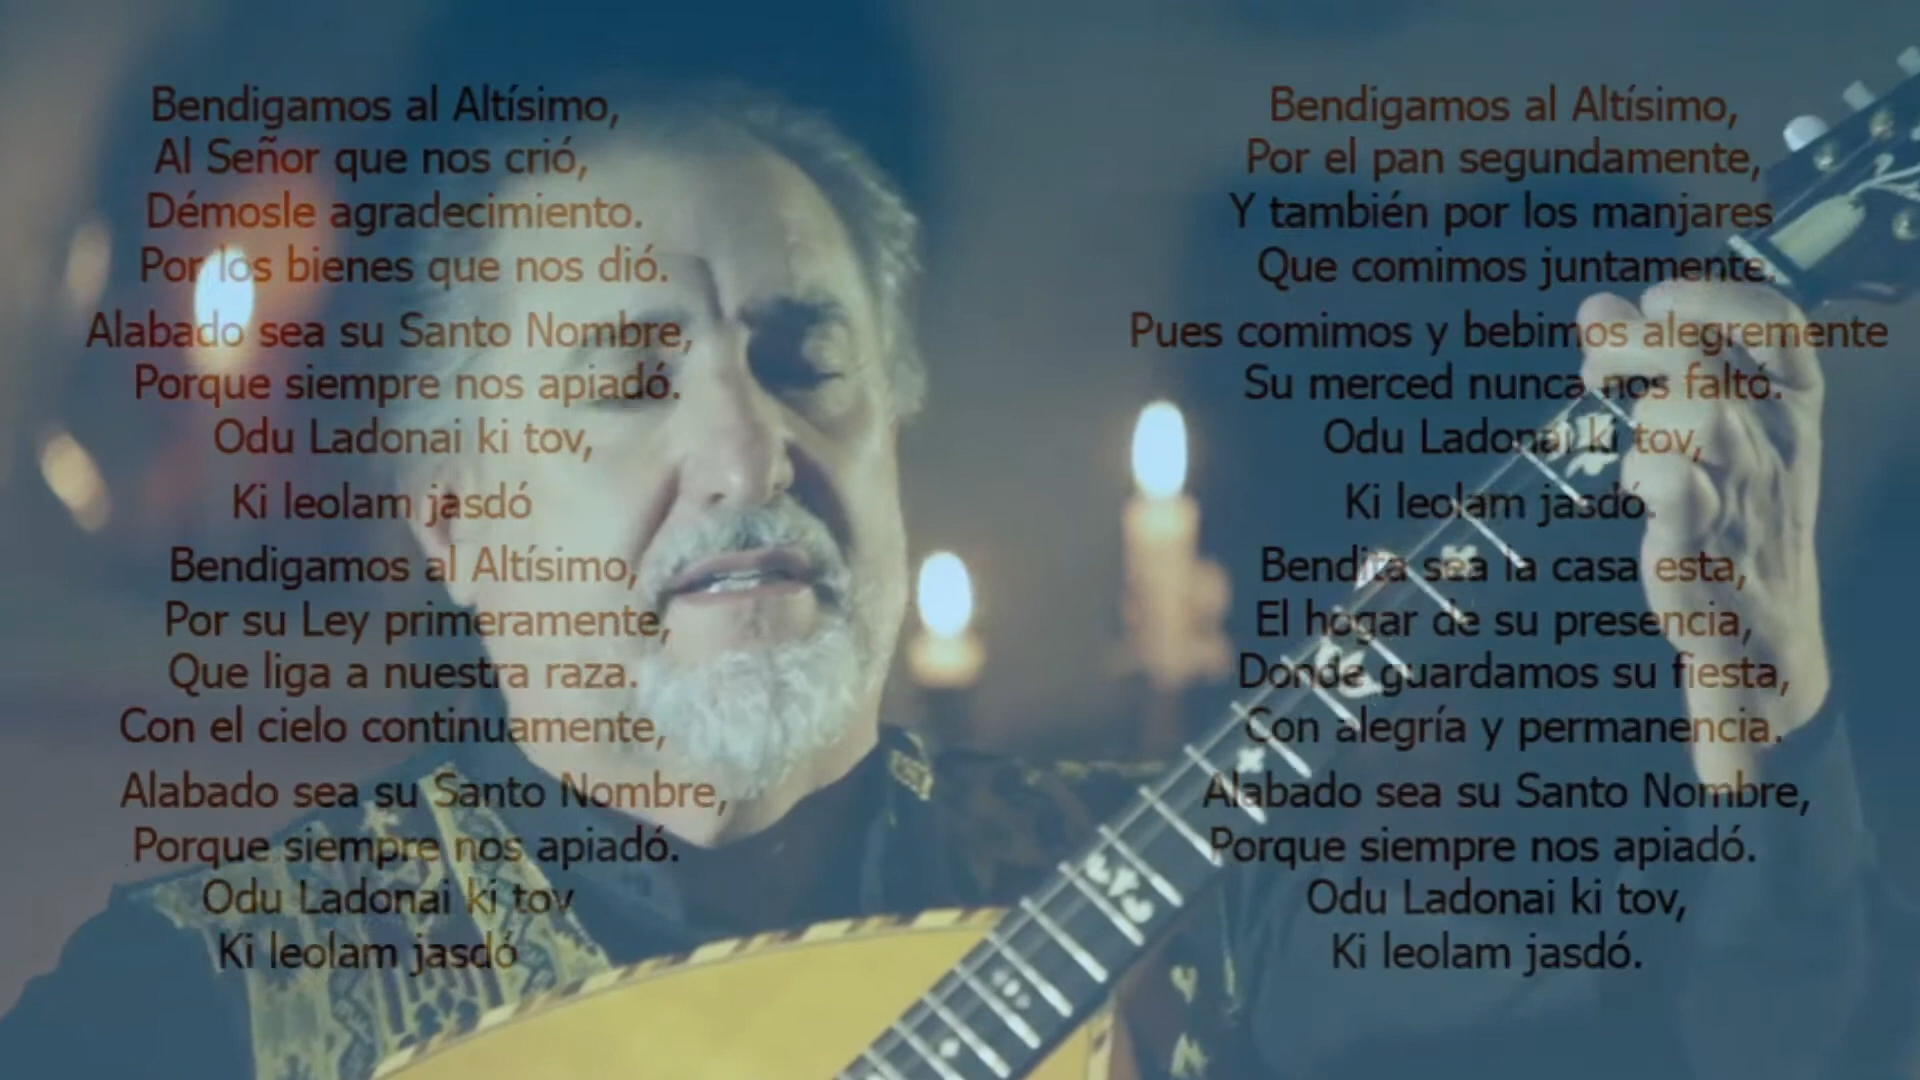 Bendigamos al Altísimo,
Al Señor que nos crió,
Démosle agradecimiento.
Por los bienes que nos dió.
Alabado sea su Santo Nombre,
Porque siempre nos apiadó.
Odu Ladonai ki tov,
Ki leolam jasdó
Bendigamos al Altísimo,
Por su Ley primeramente,
Que liga a nuestra raza.
Con el cielo continuamente,
Alabado sea su Santo Nombre,
Porque siempre nos apiadó.
Odu Ladonai ki tov
Ki leolam jasdó
Bendigamos al Altísimo,
Por el pan segundamente,
Y también por los manjares
Que comimos juntamente.
Pues comimos y bebimos alegremente
Su merced nunca nos faltó.
Odu Ladonai ki tov,
Ki leolam jasdó.
Bendita sea la casa esta,
El hogar de su presencia,
Donde guardamos su fiesta,
Con alegría y permanencia.
Alabado sea su Santo Nombre,
Porque siempre nos apiadó.
Odu Ladonai ki tov,
Ki leolam jasdó.